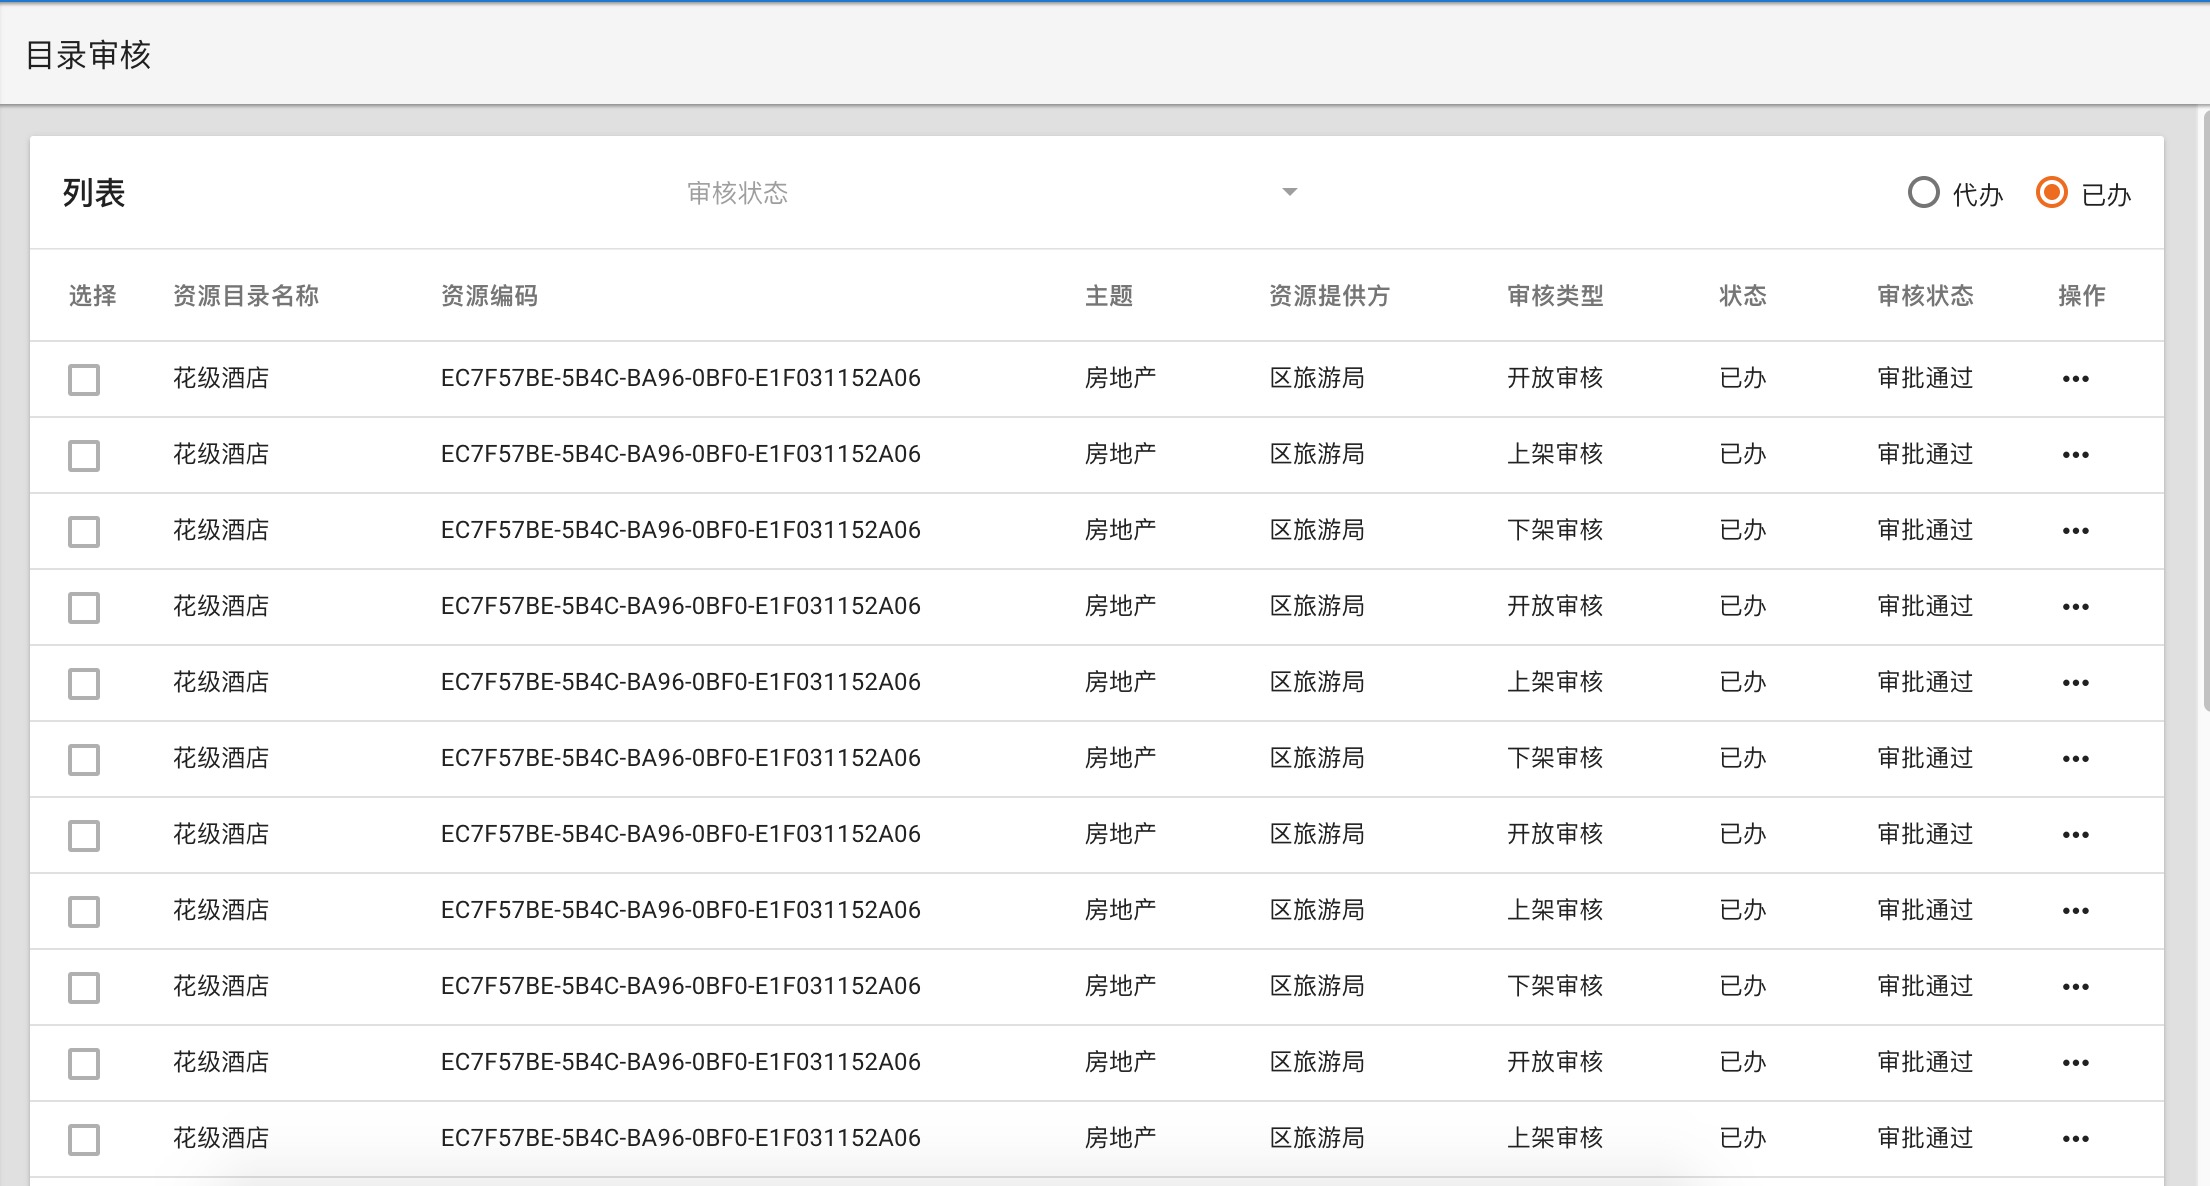 目录审核
列表 审核状态 代办 已办
选择 资源目录名称 资源编码 主题 资源提供方 审核类型 状态 审核状态 操作
花级酒店 EC7F57BE-5B4C-BA96-0BF0-E1F031152A06 房地产 区旅游局 开放审核 已办 审批通过 •••
花级酒店 EC7F57BE-5B4C-BA96-0BF0-E1F031152A06 房地产 区旅游局 上架审核 已办 审批通过 •••
花级酒店 EC7F57BE-5B4C-BA96-0BF0-E1F031152A06 房地产 区旅游局 下架审核 已办 审批通过 •••
花级酒店 EC7F57BE-5B4C-BA96-0BF0-E1F031152A06 房地产 区旅游局 开放审核 已办 审批通过 •••
花级酒店 EC7F57BE-5B4C-BA96-0BF0-E1F031152A06 房地产 区旅游局 上架审核 已办 审批通过 •••
花级酒店 EC7F57BE-5B4C-BA96-0BF0-E1F031152A06 房地产 区旅游局 下架审核 已办 审批通过 •••
花级酒店 EC7F57BE-5B4C-BA96-0BF0-E1F031152A06 房地产 区旅游局 开放审核 已办 审批通过 •••
花级酒店 EC7F57BE-5B4C-BA96-0BF0-E1F031152A06 房地产 区旅游局 上架审核 已办 审批通过 •••
花级酒店 EC7F57BE-5B4C-BA96-0BF0-E1F031152A06 房地产 区旅游局 下架审核 已办 审批通过 •••
花级酒店 EC7F57BE-5B4C-BA96-0BF0-E1F031152A06 房地产 区旅游局 开放审核 已办 审批通过 •••
花级酒店 EC7F57BE-5B4C-BA96-0BF0-E1F031152A06 房地产 区旅游局 上架审核 已办 审批通过 •••